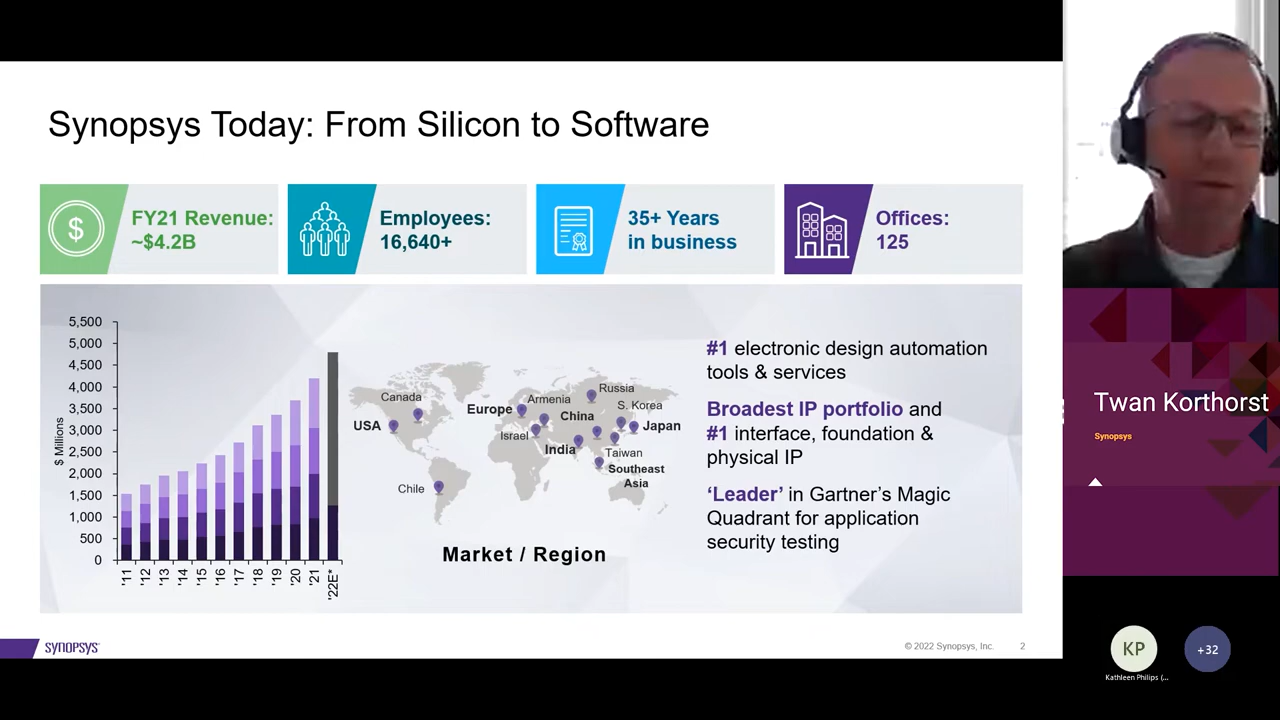 Synopsys Today: From Silicon to Software
$
FY21 Revenue:
~$4.2B
Employees:
16,640+
35+ Years
in business
Offices:
125
5,500
5,000
4,500
4,000
3,500
3,000
2,500
2,000
1,500
1,000
500
0
$ Millions
'11
'12
'13
'14
'15
'16
'17
'18
'19
'20
'21
'22E*
Canada
USA
Chile
Europe
Armenia
Israel
Russia
China
S. Korea
Japan
India
Taiwan
Southeast
Asia
Market / Region
#1 electronic design automation
tools & services
Broadest IP portfolio and
#1 interface, foundation &
physical IP
‘Leader’ in Gartner’s Magic
Quadrant for application
security testing
SYNOPSYS
© 2022 Synopsys, Inc.
2
Twan Korthorst
Synopsys
KP
Kathleen Philips (...
+32